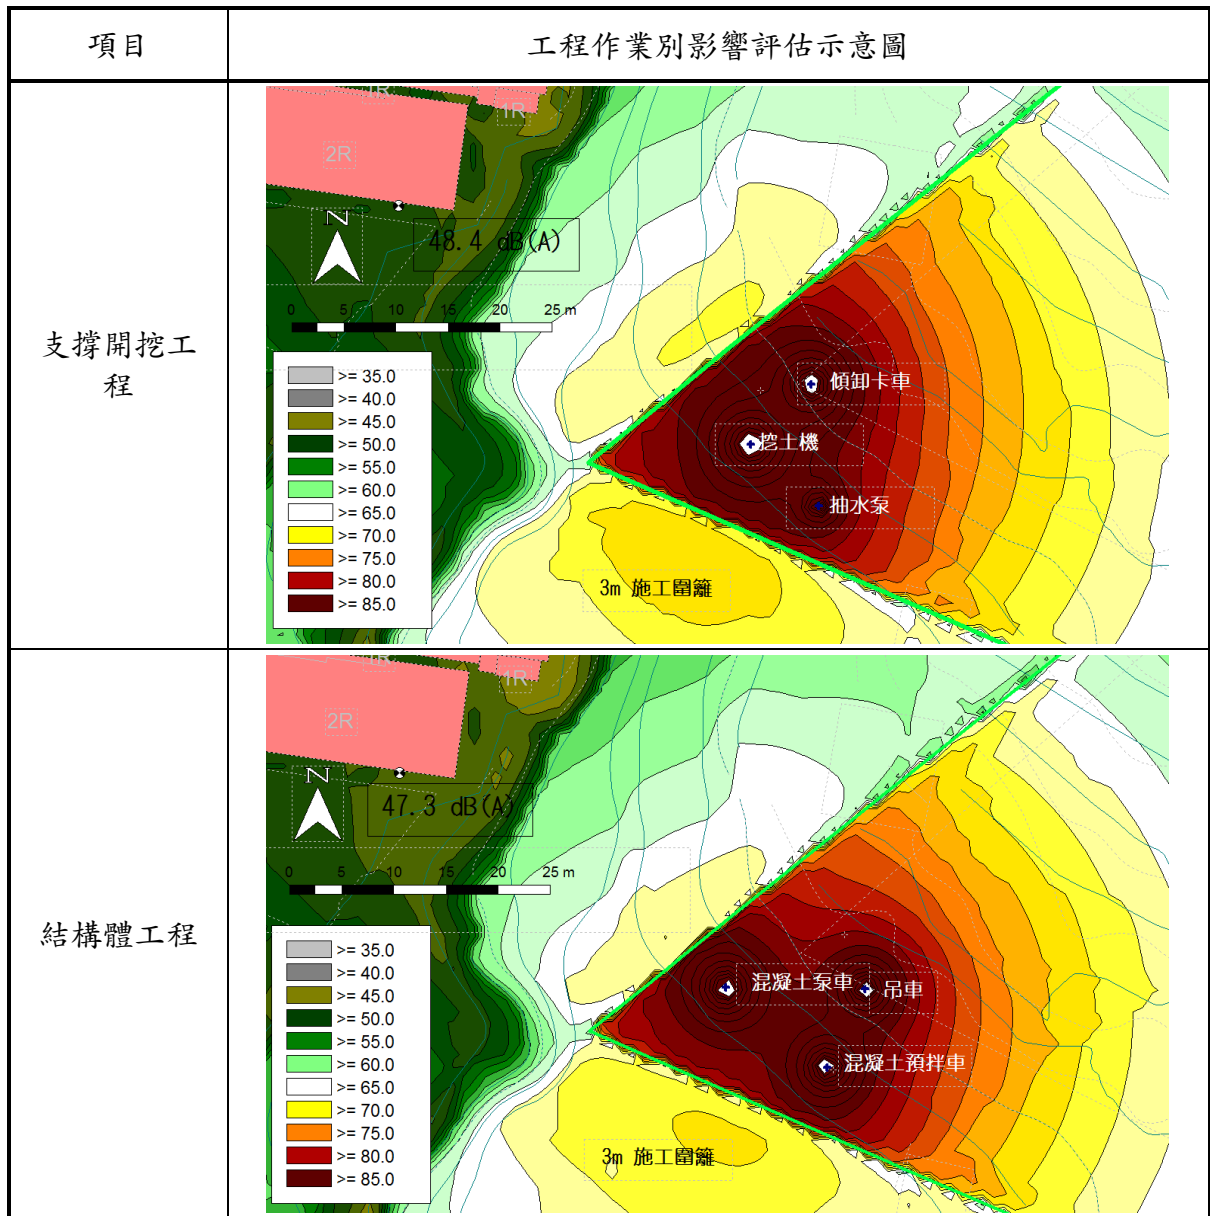 項目
工程作業別影響評估示意圖
支撐開挖工
程
1R
1R
2R
N
48.4 dB(A)
0 5 10 15 20 25 m
>= 35.0
>= 40.0
>= 45.0
>= 50.0
>= 55.0
>= 60.0
>= 65.0
>= 70.0
>= 75.0
>= 80.0
>= 85.0
傾卸卡車
挖土機
抽水泵
3m 施工圍籬
結構體工程
1R
2R
N
47.3 dB(A)
0 5 10 15 20 25 m
>= 35.0
>= 40.0
>= 45.0
>= 50.0
>= 55.0
>= 60.0
>= 65.0
>= 70.0
>= 75.0
>= 80.0
>= 85.0
混凝土泵車
吊車
混凝土預拌車
3m 施工圍籬